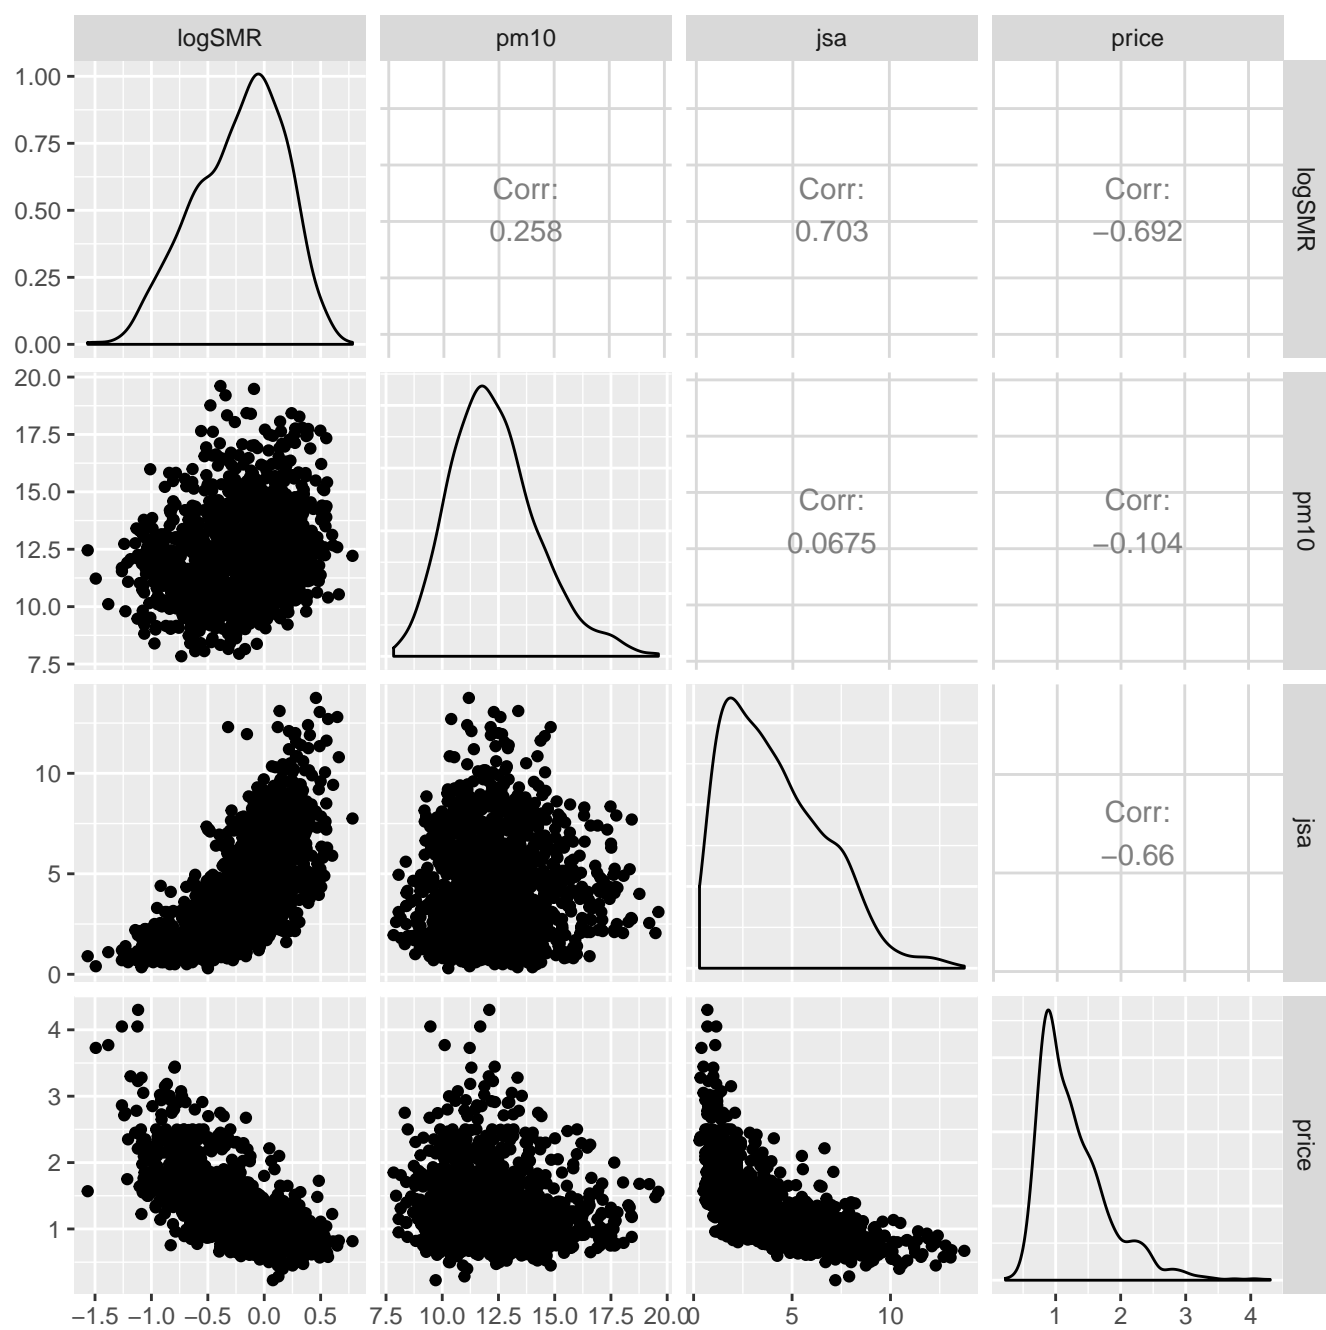 logSMR pm10 jsa price
1.00
0.75
0.50
0.25
0.00
Corr:
0.258
Corr:
0.703
Corr:
−0.692
logSMR
20.0
17.5
15.0
12.5
10.0
7.5
Corr:
0.0675
Corr:
−0.104
pm10
10
5
0
Corr:
−0.66
jsa
4
3
2
1
price
−1.5 −1.0 −0.5 0.0 0.5 7.5 10.0 12.5 15.0 17.5 20.0 0 5 10 1 2 3 4